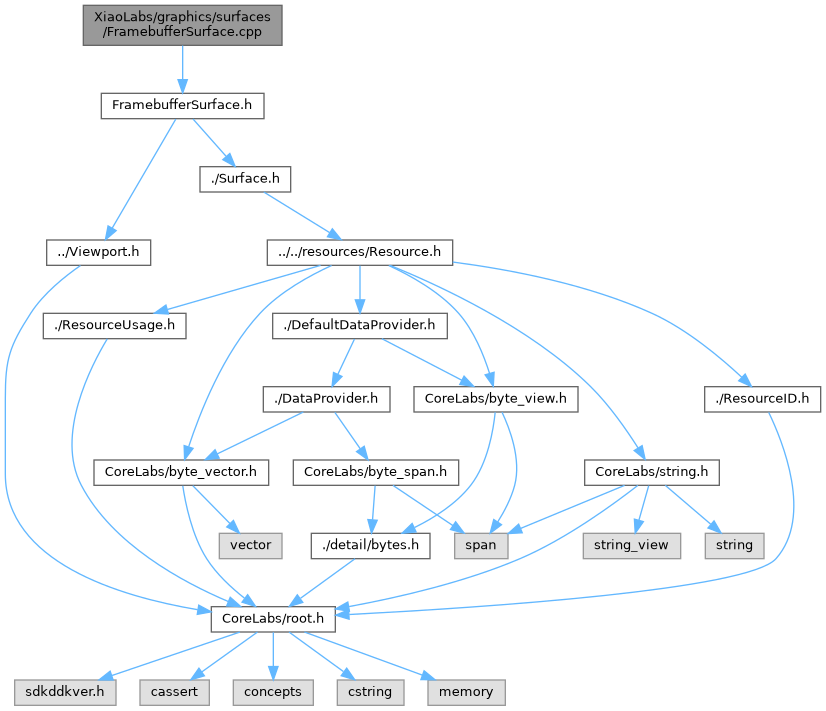 XiaoLabs/graphics/surfaces
/FramebufferSurface.cpp
FramebufferSurface.h
./Surface.h
../Viewport.h
../../resources/Resource.h
./ResourceUsage.h
./DefaultDataProvider.h
./DataProvider.h
CoreLabs/byte_view.h
./ResourceID.h
CoreLabs/byte_vector.h
CoreLabs/byte_span.h
CoreLabs/string.h
vector
./detail/bytes.h
span
string_view
string
CoreLabs/root.h
sdkddkver.h
cassert
concepts
cstring
memory